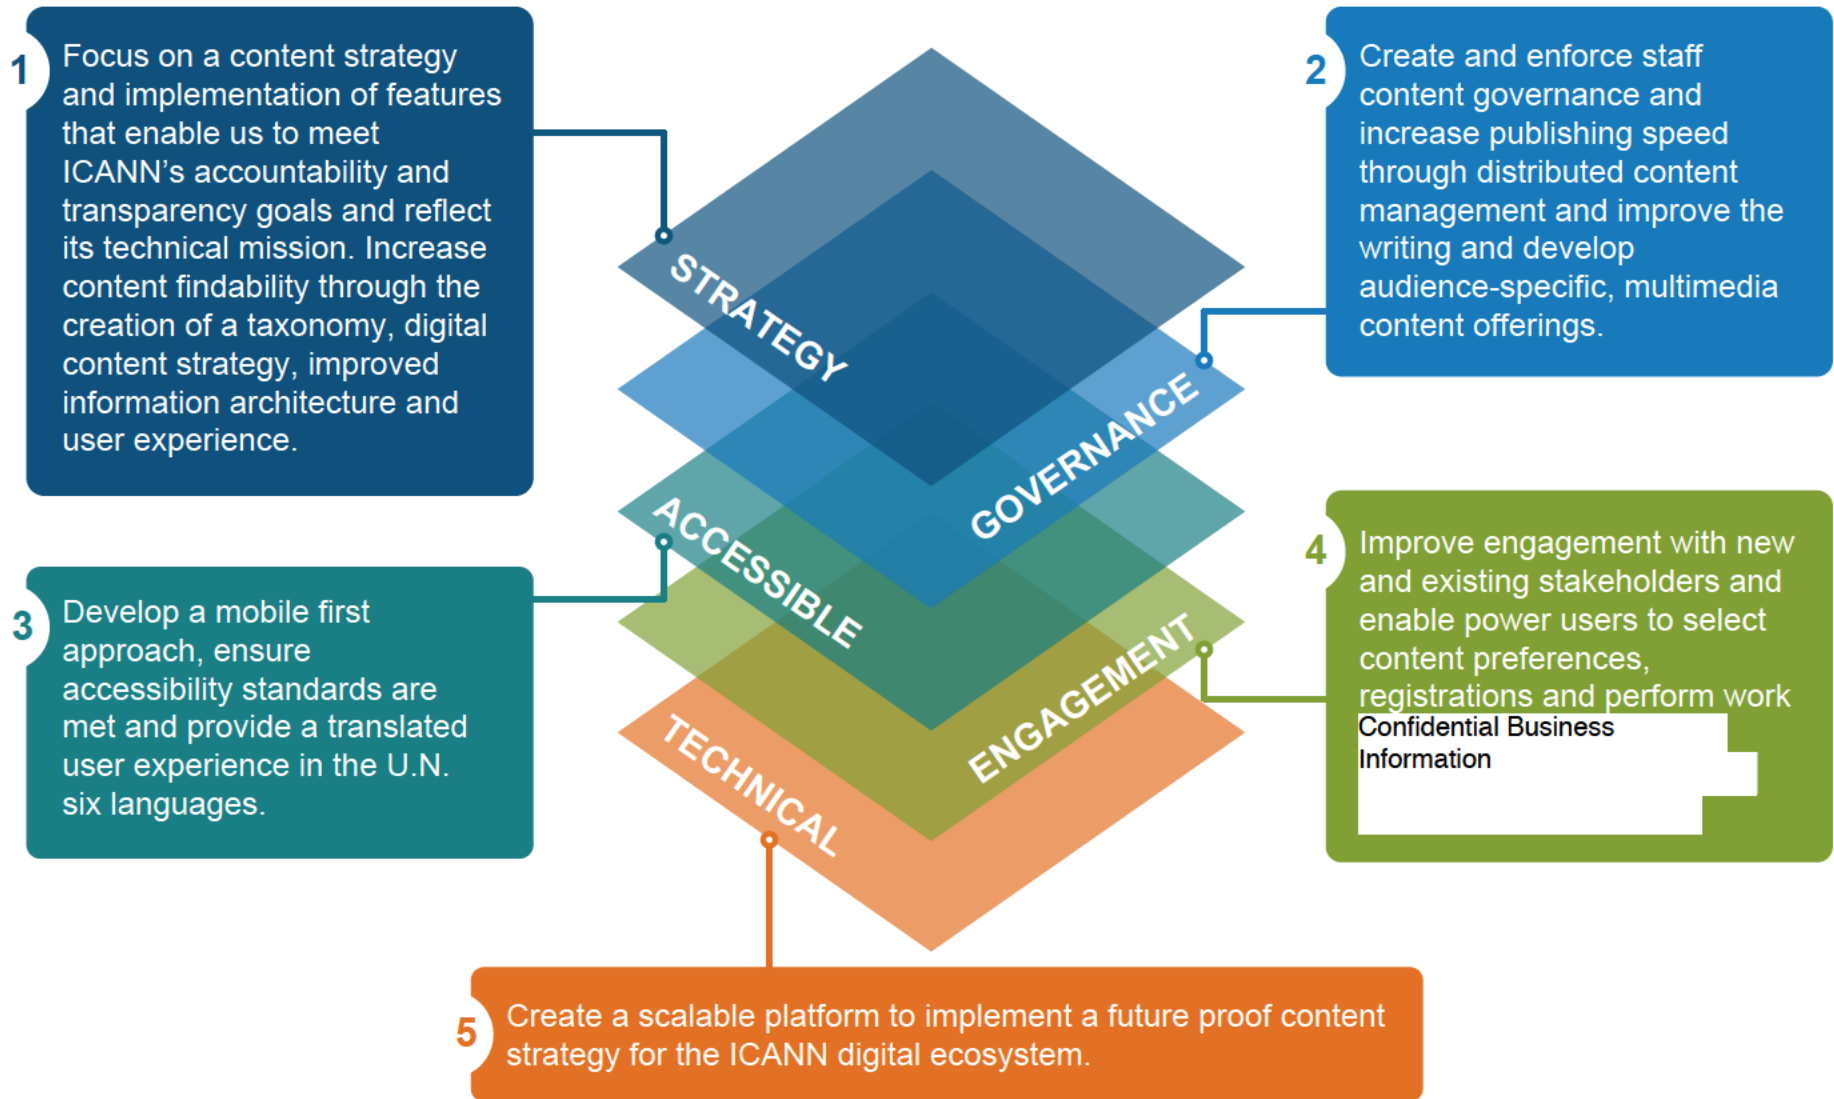 1
Focus on a content strategy
and implementation of features
that enable us to meet
ICANN’s accountability and
transparency goals and reflect
its technical mission. Increase
content findability through the
creation of a taxonomy, digital
content strategy, improved
information architecture and
user experience.
2
Create and enforce staff
content governance and
increase publishing speed
through distributed content
management and improve the
writing and develop
audience-specific, multimedia
content offerings.
STRATEGY
GOVERNANCE
ACCESSIBLE
ENGAGEMENT
TECHNICAL
3
Develop a mobile first
approach, ensure
accessibility standards are
met and provide a translated
user experience in the U.N.
six languages.
4
Improve engagement with new
and existing stakeholders and
enable power users to select
content preferences,
registrations and perform work
Confidential Business
Information
5
Create a scalable platform to implement a future proof content
strategy for the ICANN digital ecosystem.